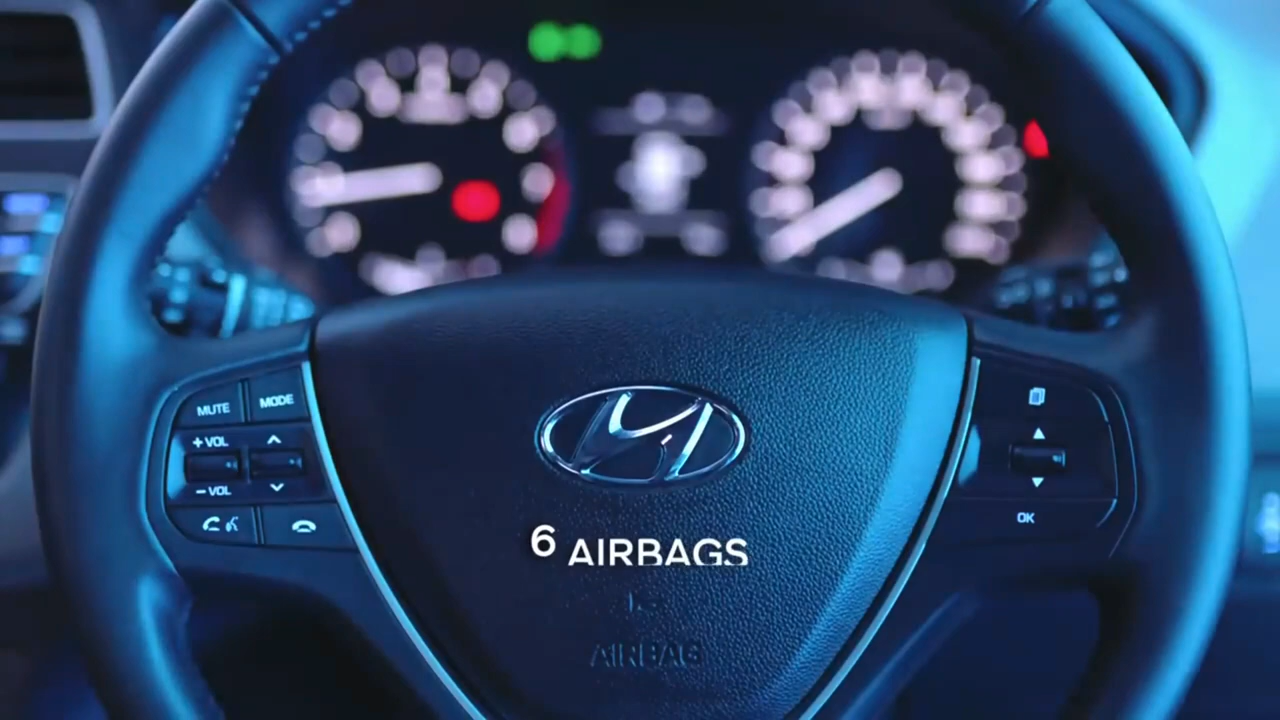 MUTE MODE
+ VOL
- VOL
OK
6 AIRBAGS
AIRBAG